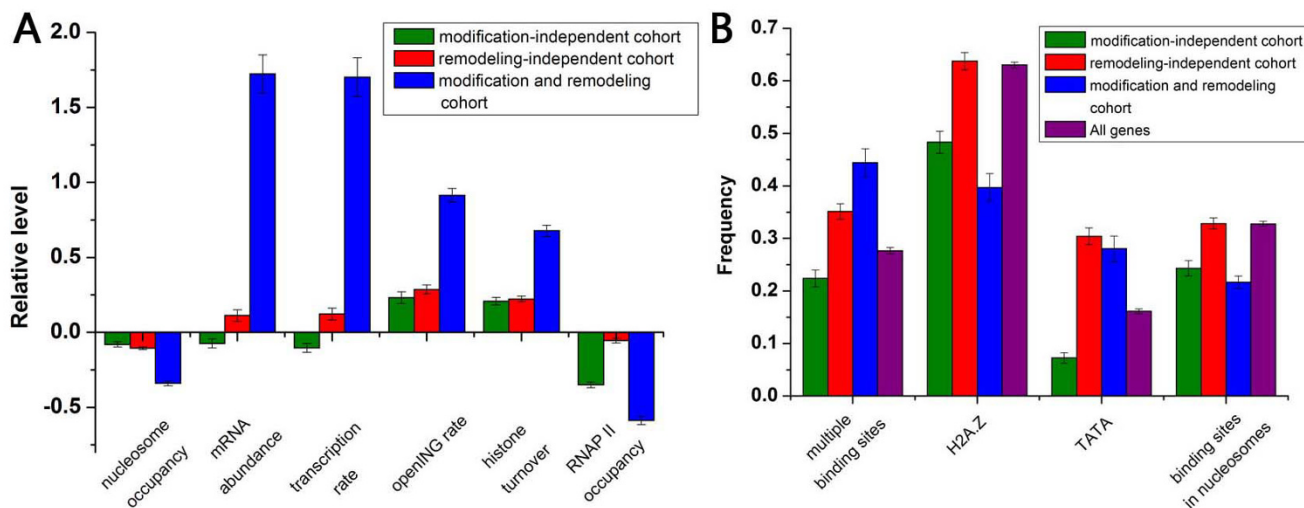 A
2.0
1.5
1.0
0.5
0.0
-0.5
Relative level
modification-independent cohort
remodeling-independent cohort
modification and remodeling
cohort
nucleosome
occupancy
mRNA
abundance
transcription
rate
openING rate
histone
turnover
RNAP II
occupancy
B
0.7
0.6
0.5
0.4
0.3
0.2
0.1
0.0
Frequency
modification-independent cohort
remodeling-independent cohort
modification and remodeling
cohort
All genes
multiple
binding sites
H2A.Z
TATA
binding sites
in nucleosomes